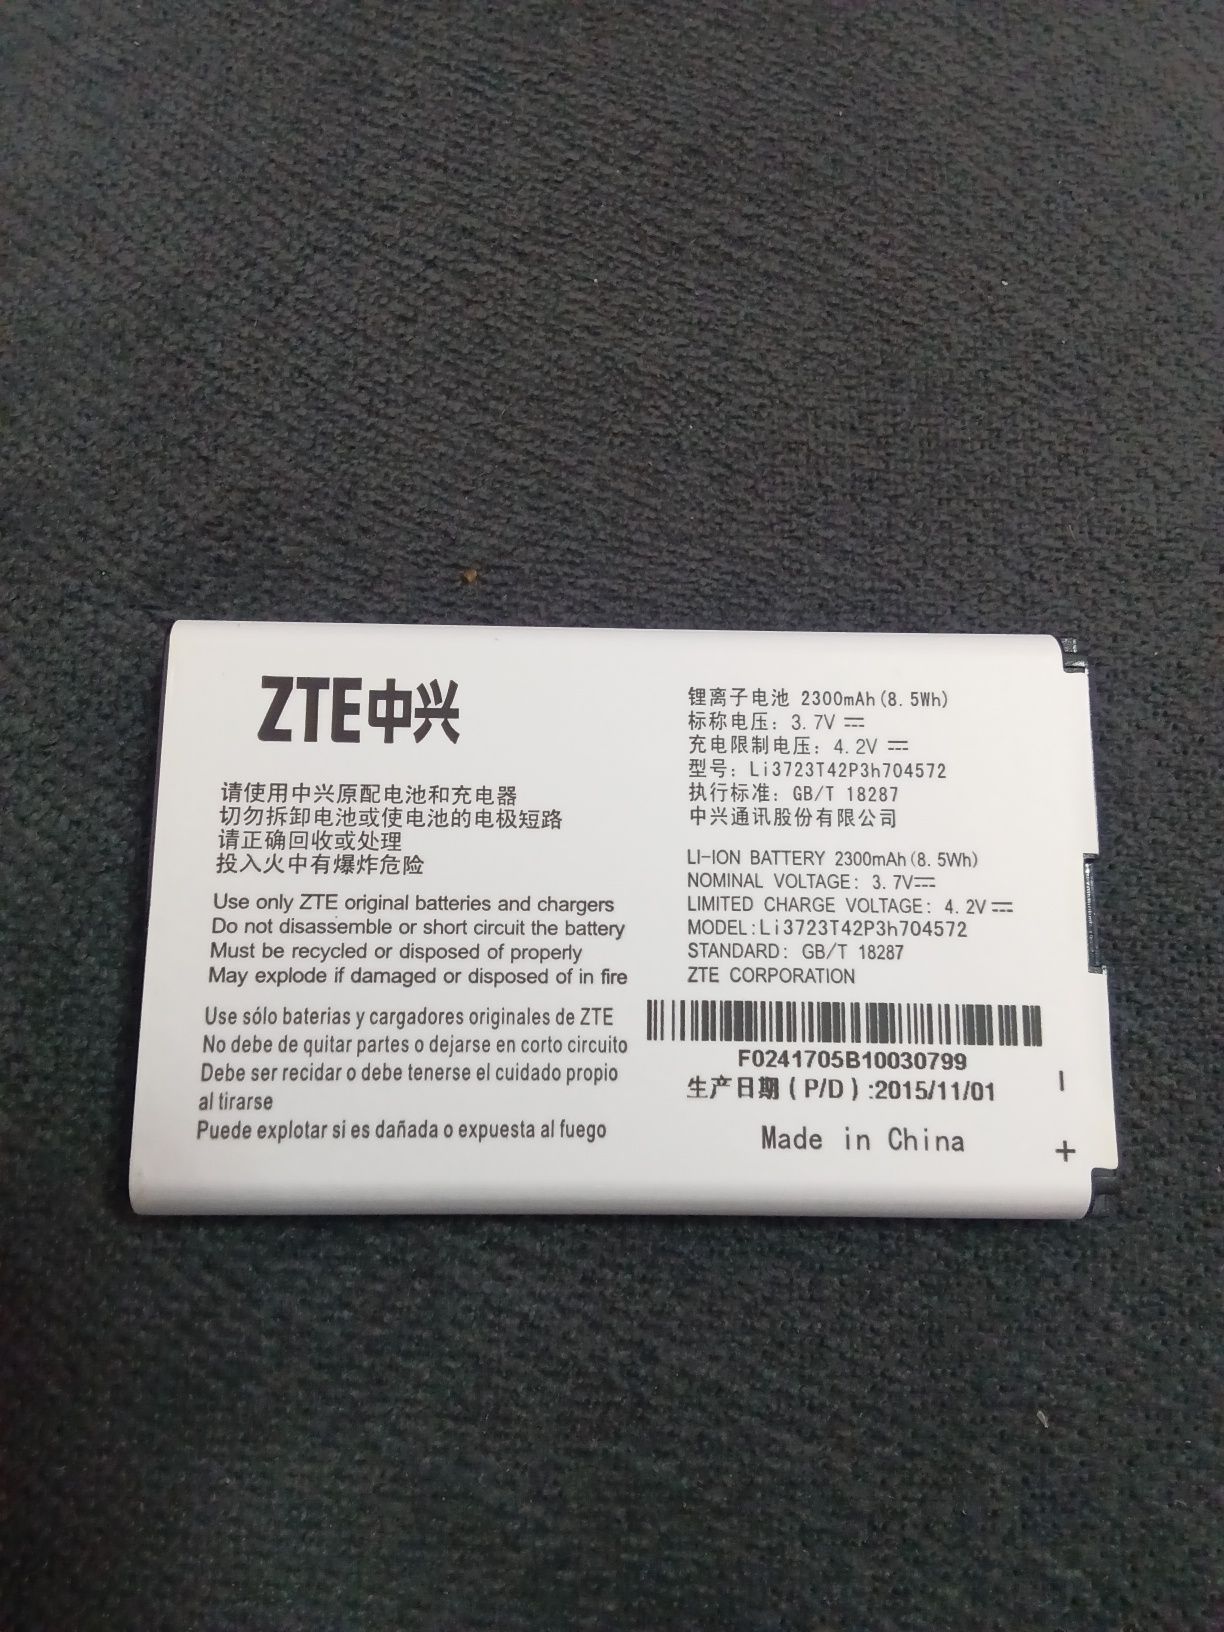 ZTE中兴
请使用中兴原配电池和充电器
切勿拆卸电池或使电池的电极短路
请正确回收或处理
投入火中有爆炸危险
Use only ZTE original batteries and chargers
Do not disassemble or short circuit the battery
Must be recycled or disposed of properly
May explode if damaged or disposed of in fire
Use sólo baterias y cargadores originales de ZTE
No debe de quitar partes o dejarse en corto circuito
Debe ser recidar o debe tenerse el cuidado propio
al tirarse
Puede explotar si es dañada o expuesta al fuego
锂离子电池 2300mAh(8.5Wh)
标称电压: 3.7V ⎓
充电限制电压: 4.2V ⎓
型号: Li3723T42P3h704572
执行标准: GB/T 18287
中兴通讯股份有限公司
LI-ION BATTERY 2300mAh(8.5Wh)
NOMINAL VOLTAGE: 3.7V⎓
LIMITED CHARGE VOLTAGE: 4.2V⎓
MODEL:Li3723T42P3h704572
STANDARD: GB/T 18287
ZTE CORPORATION
F0241705B10030799
生产日期(P/D):2015/11/01
Made in China
-
+